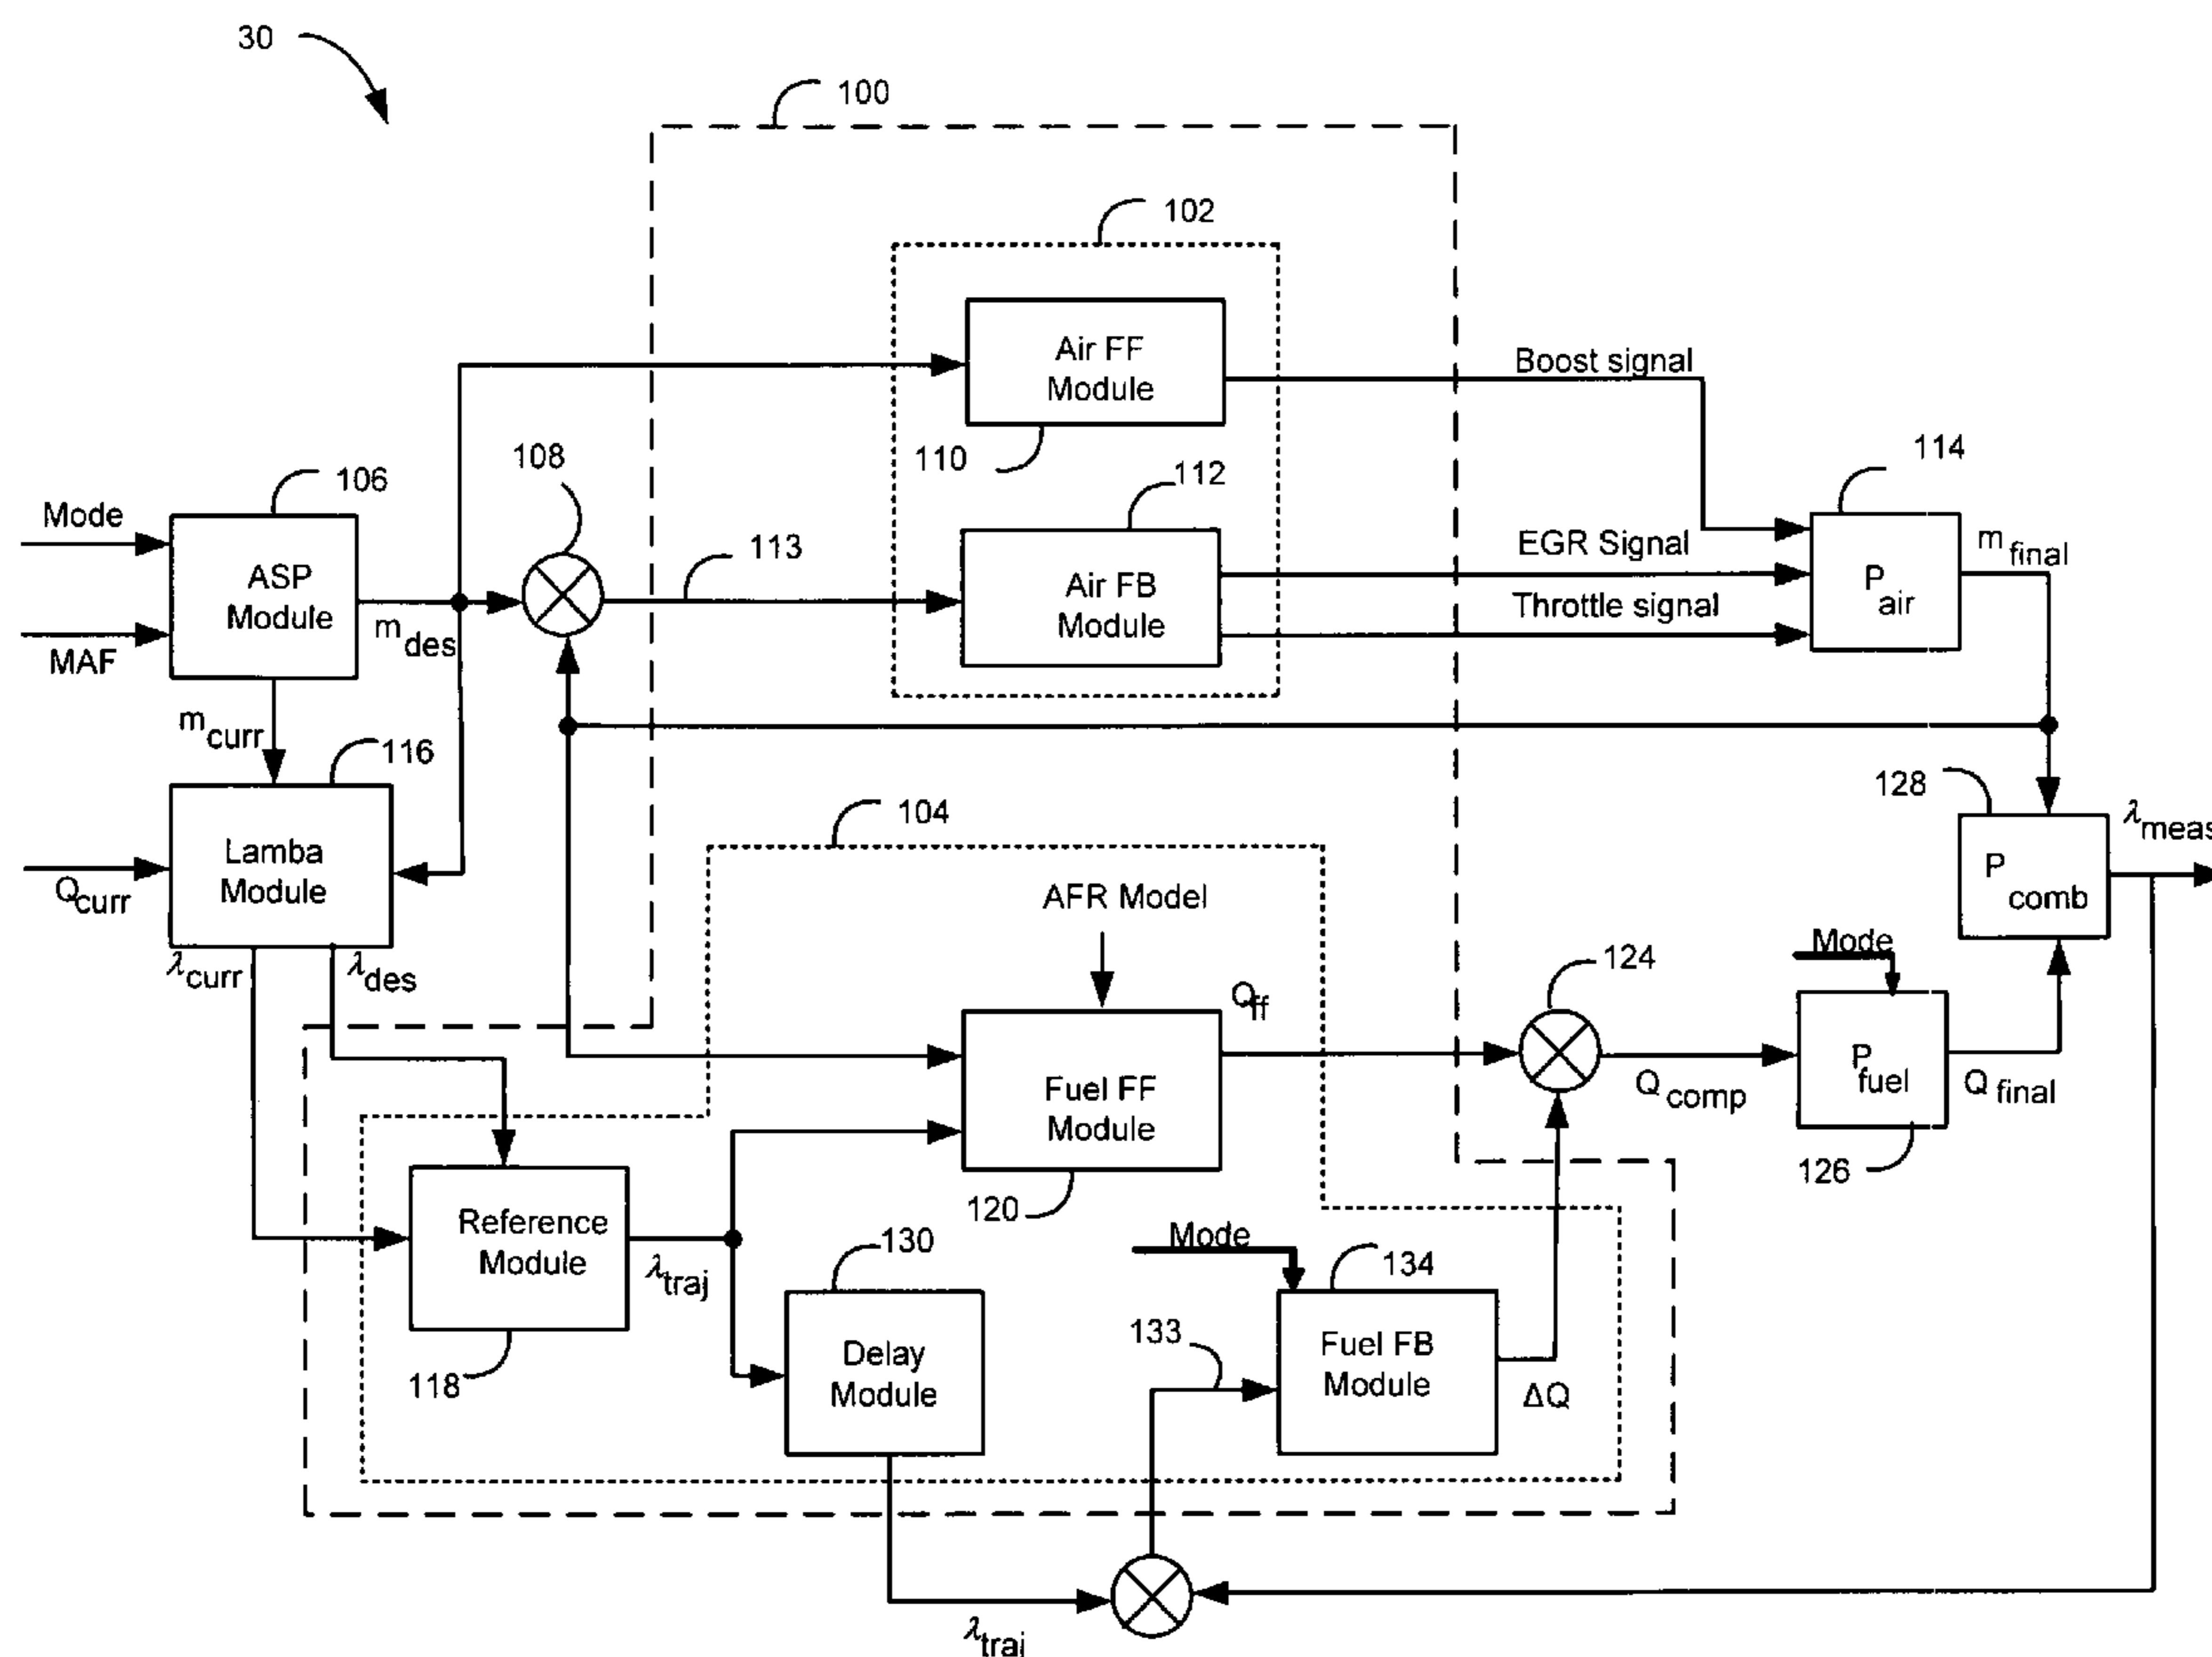 30
100
102
Air FF
Module
110
Boost signal
108
112
114
106
Mode
MAF
ASP
Module
m des
113
Air FB
Module
EGR Signal
Throttle signal
P air
m final
m curr
116
128
104
Lamba
Module
Q curr
λ curr
λ des
AFR Model
P comb
λ meas
Mode
124
Q ff
Fuel FF
Module
120
Q comp
P fuel
Q final
126
Reference
Module
118
λ traj
130
Delay
Module
Mode
134
133
Fuel FB
Module
ΔQ
λ traj